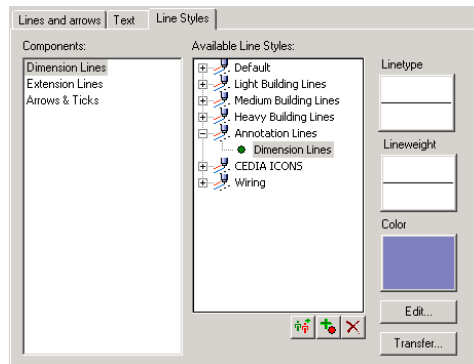 Lines and arrows Text Line Styles
Components: Available Line Styles:
Dimension Lines
Extension Lines
Arrows & Ticks
Default
Light Building Lines
Medium Building Lines
Heavy Building Lines
Annotation Lines
Dimension Lines
CEDIA ICONS
Wiring
Linetype
Lineweight
Color
Edit...
Transfer...